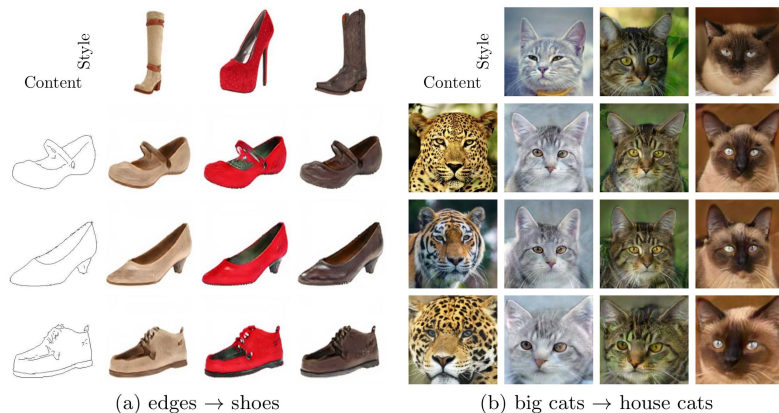 Style
Content
Style
Content
(a) edges → shoes
(b) big cats → house cats